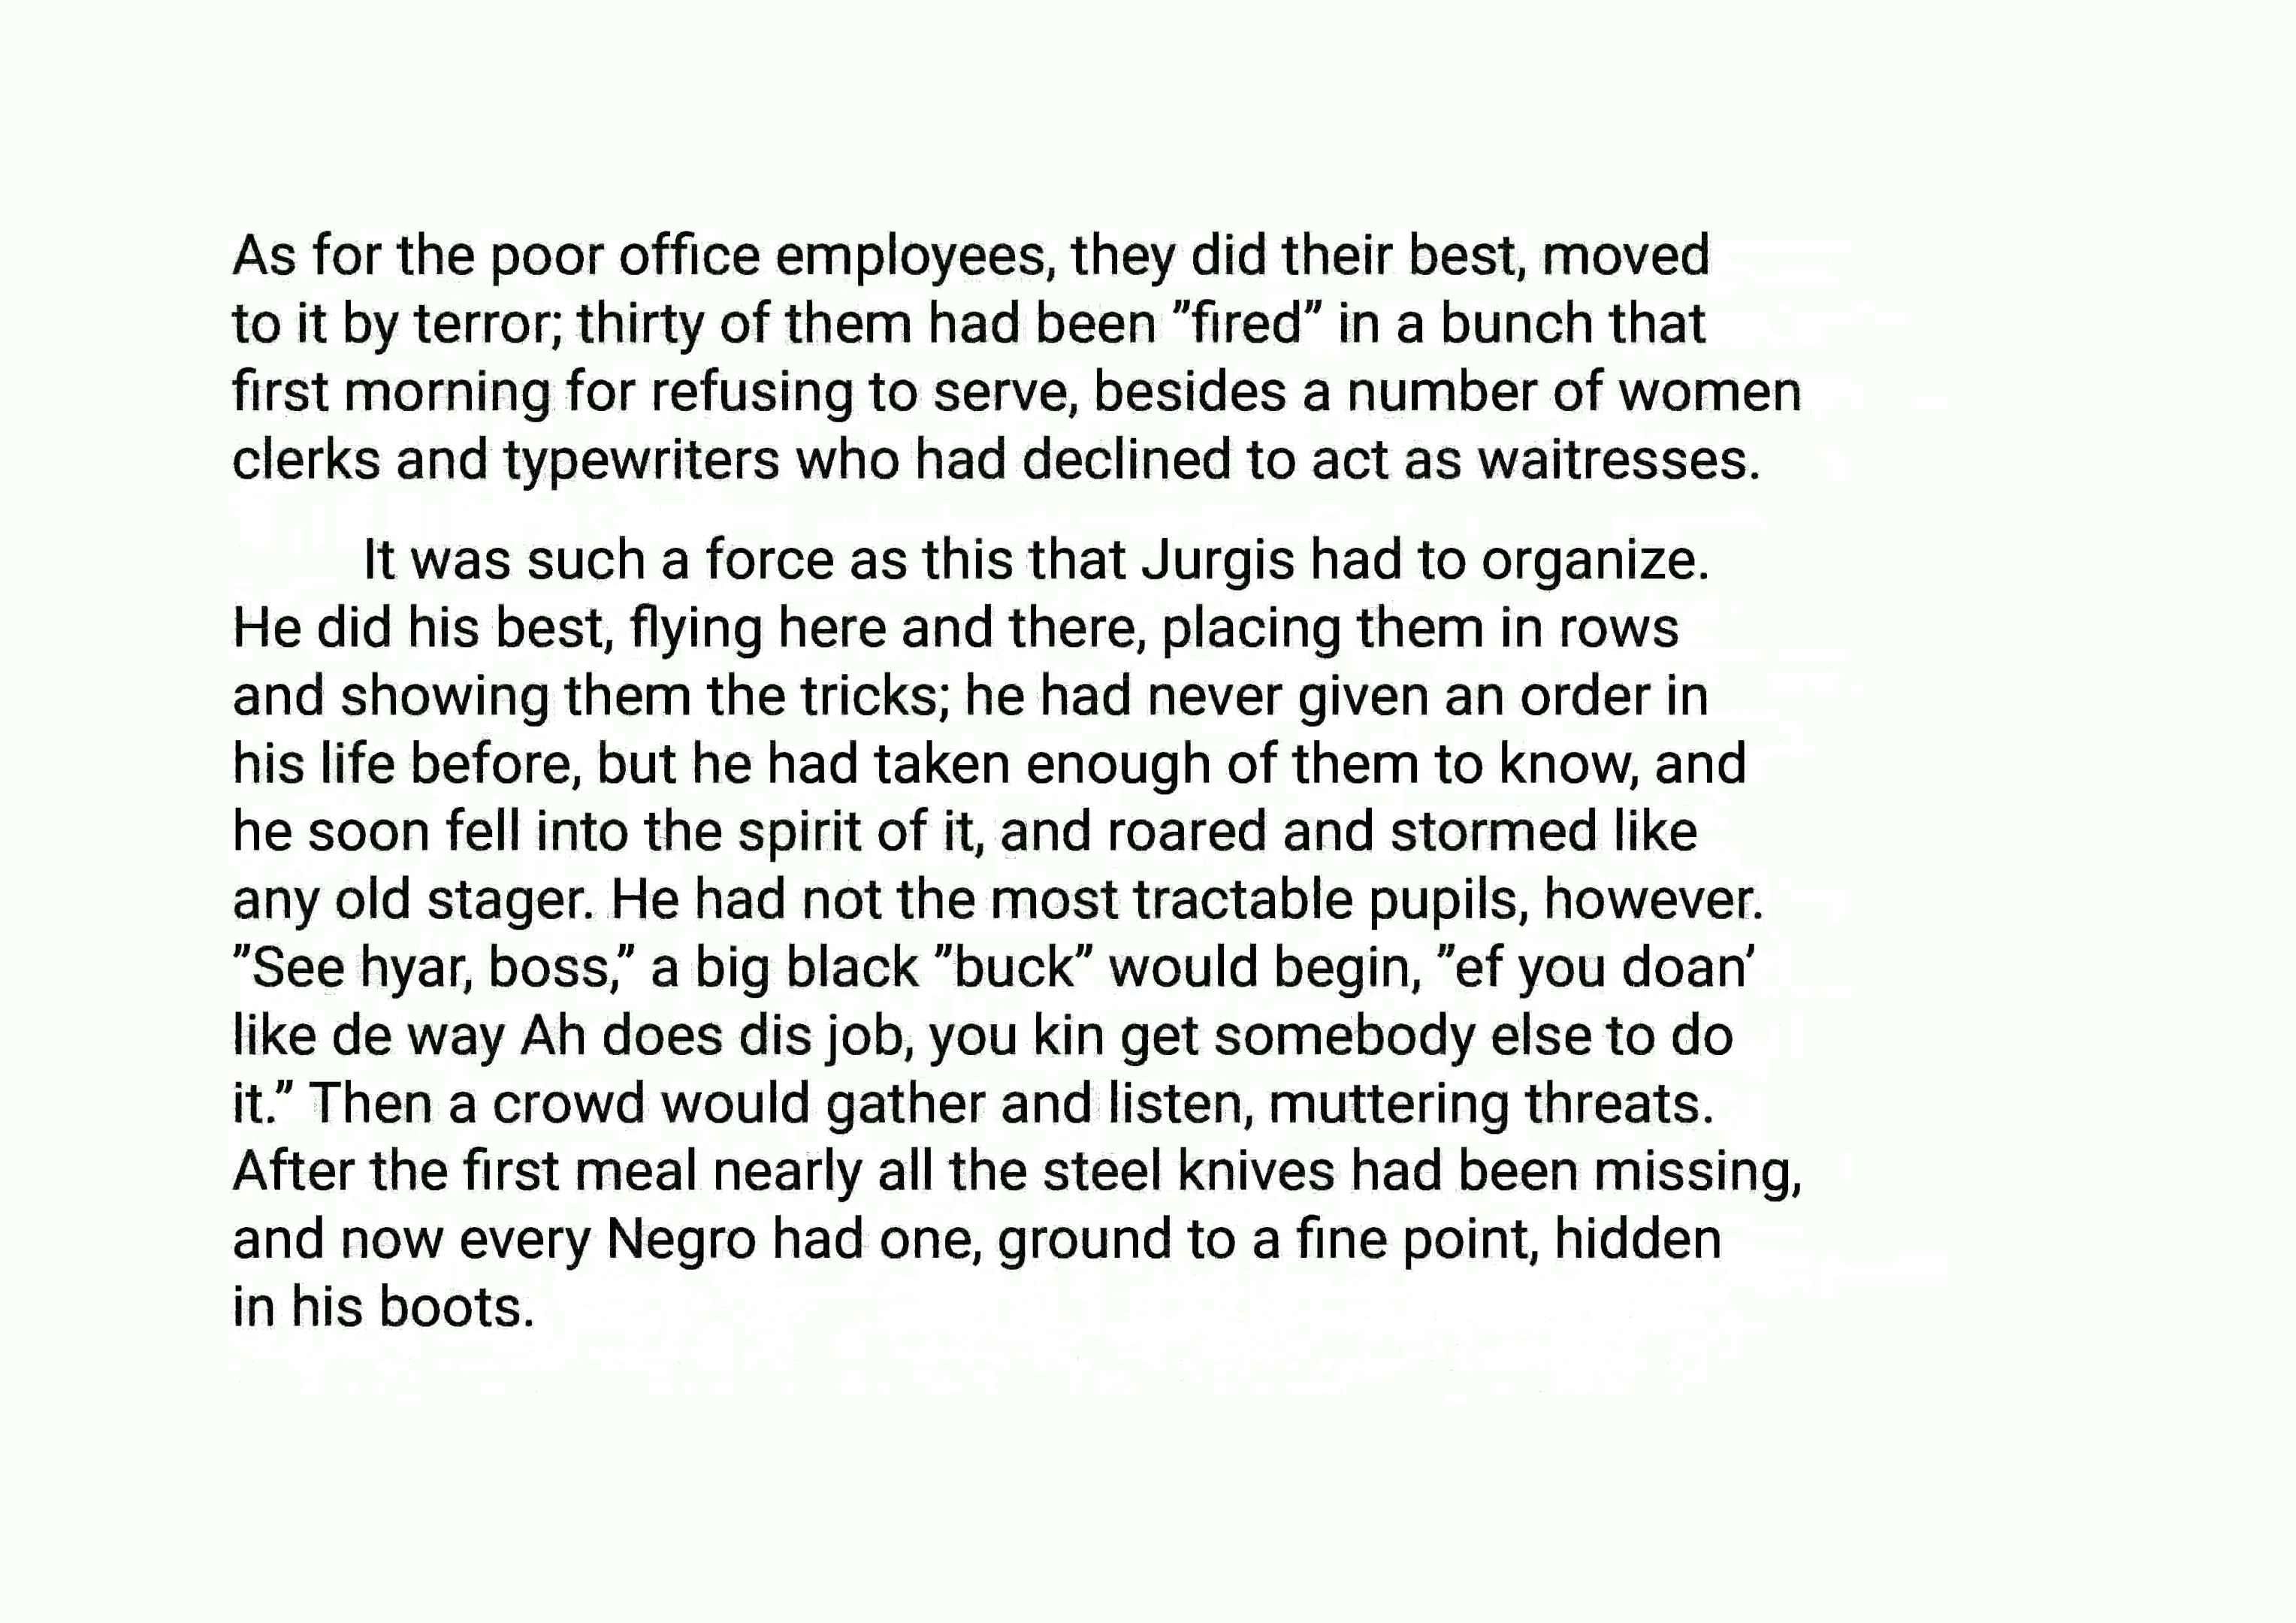 As for the poor office employees, they did their best, moved
to it by terror; thirty of them had been ”fired” in a bunch that
first morning for refusing to serve, besides a number of women
clerks and typewriters who had declined to act as waitresses.
It was such a force as this that Jurgis had to organize.
He did his best, flying here and there, placing them in rows
and showing them the tricks; he had never given an order in
his life before, but he had taken enough of them to know, and
he soon fell into the spirit of it, and roared and stormed like
any old stager. He had not the most tractable pupils, however.
”See hyar, boss,” a big black ”buck” would begin, ”ef you doan’
like de way Ah does dis job, you kin get somebody else to do
it.” Then a crowd would gather and listen, muttering threats.
After the first meal nearly all the steel knives had been missing,
and now every Negro had one, ground to a fine point, hidden
in his boots.